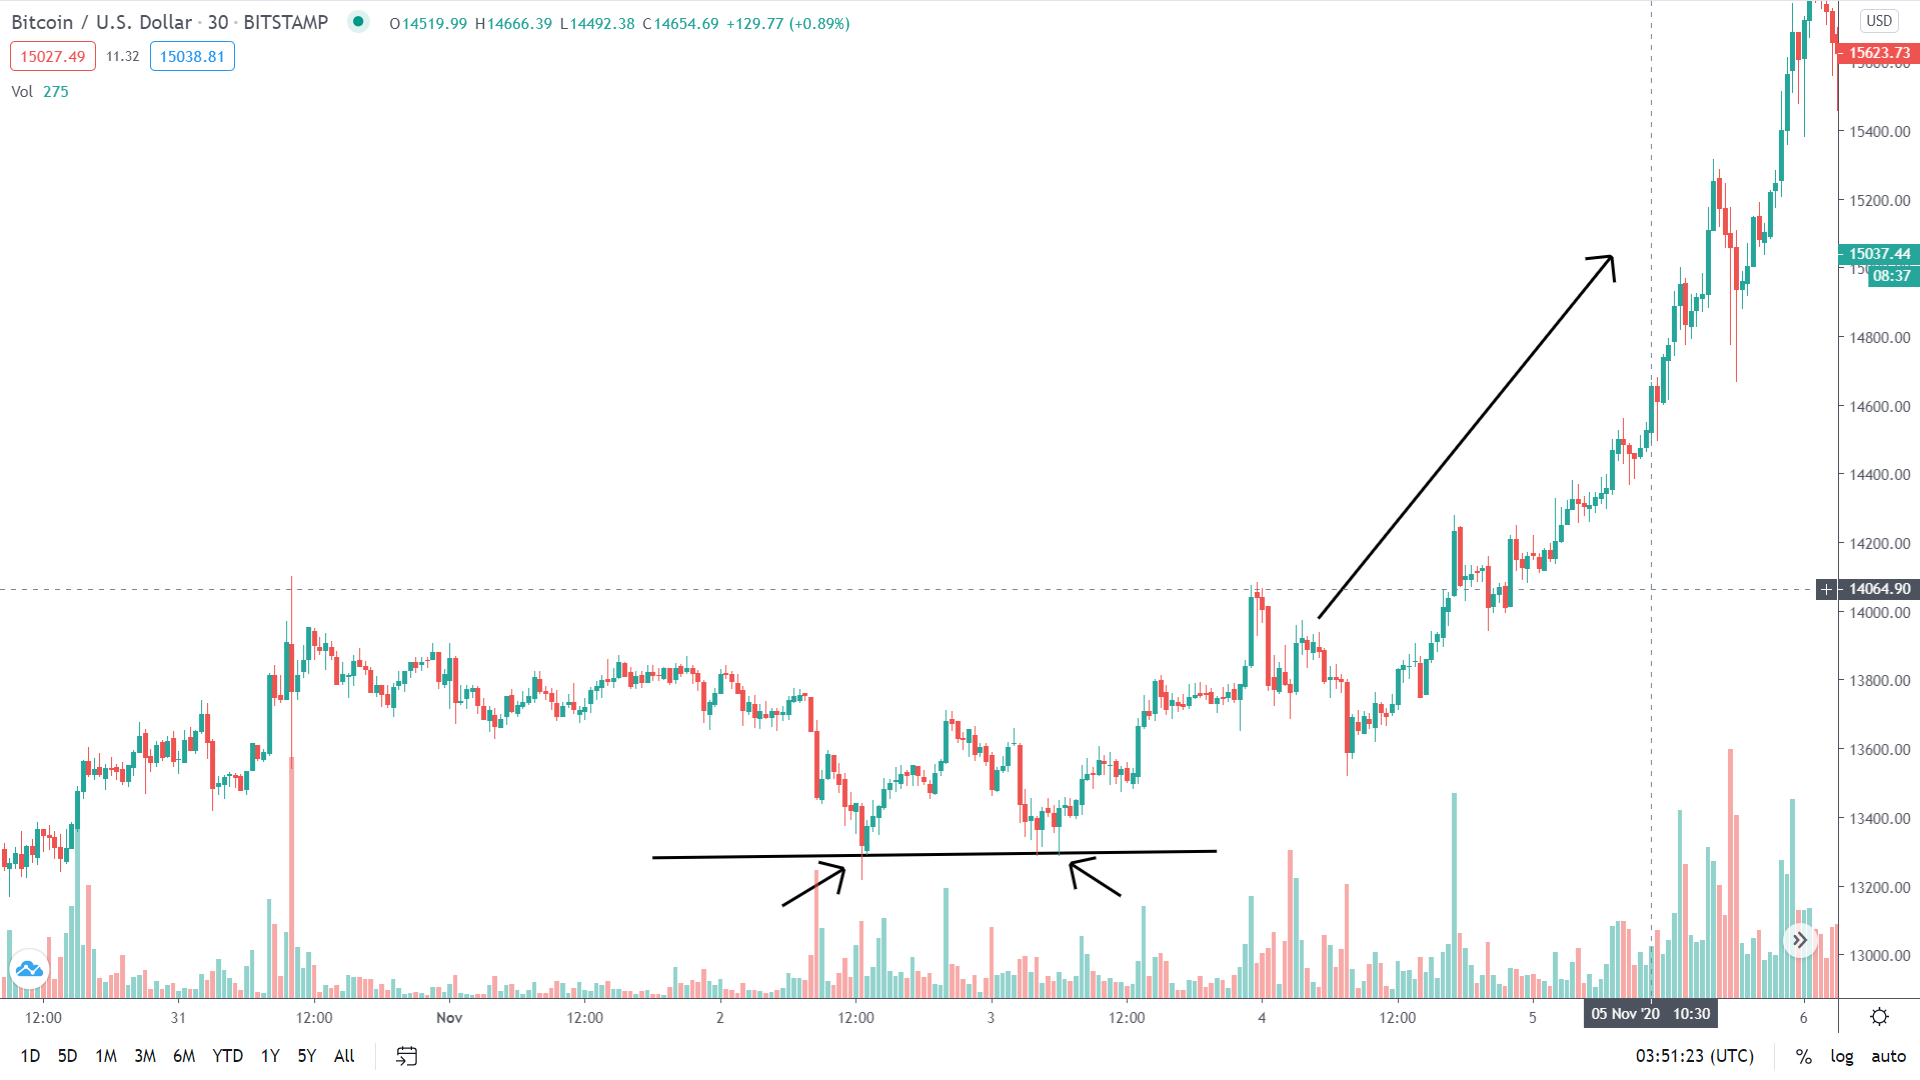 Bitcoin / U.S. Dollar · 30 · BITSTAMP O14519.99 H14666.39 L14492.38 C14654.69 +129.77 (+0.89%)
USD
15027.49 11.32 15038.81
Vol 275
15623.73
15400.00
15200.00
15037.44
08:37
14800.00
14600.00
14400.00
14200.00
14064.90
14000.00
13800.00
13600.00
13400.00
13200.00
13000.00
12:00 31 12:00 Nov 12:00 2 12:00 3 12:00 4 12:00 5 05 Nov '20 10:30 6
1D 5D 1M 3M 6M YTD 1Y 5Y All 03:51:23 (UTC) % log auto